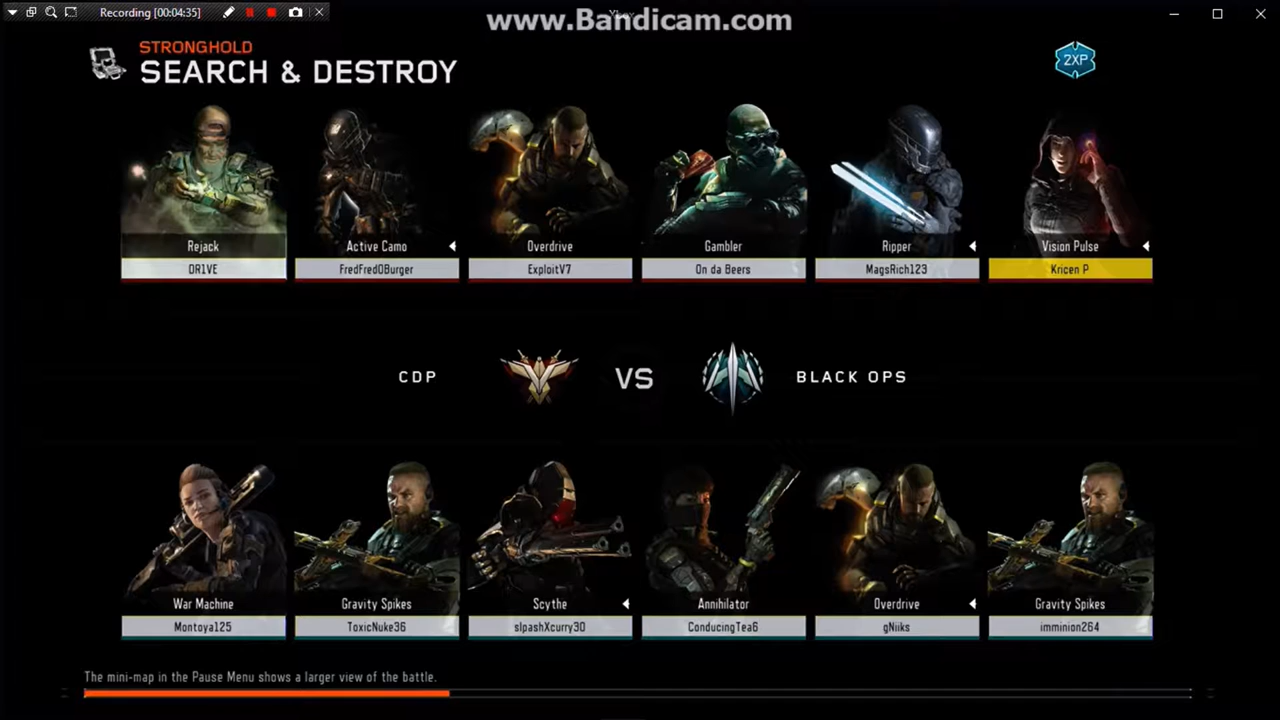 Recording [00:04:35]
www.Bandicam.com
STRONGHOLD
SEARCH & DESTROY
2XP
Rejack
Active Camo
Overdrive
Gambler
Ripper
Vision Pulse
DR1VE
FredFredOBurger
ExploitV7
On da Beers
MagsRich123
Kricen P
CDP
VS
BLACK OPS
War Machine
Gravity Spikes
Scythe
Annihilator
Overdrive
Gravity Spikes
Montoya125
ToxicNuke36
slpashXcurry30
ConducingTea6
gNiiks
imminion264
The mini-map in the Pause Menu shows a larger view of the battle.